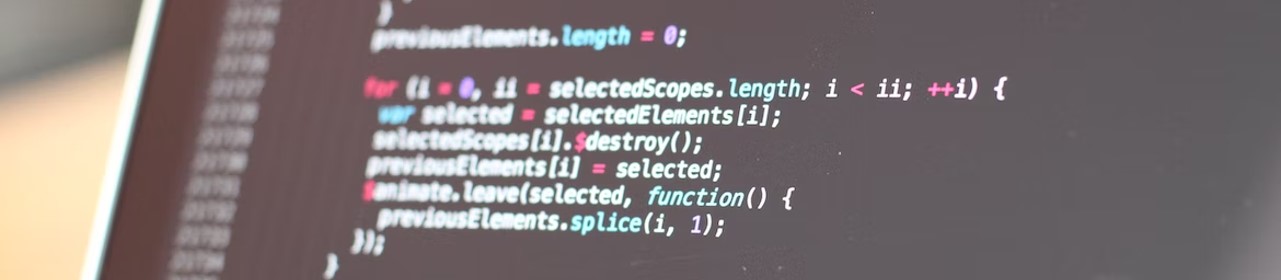 }
previousElements.length = 0;
for (i = 0, ii = selectedScopes.length; i < ii; ++i) {
var selected = selectedElements[i];
selectedScopes[i].$destroy();
previousElements[i] = selected;
$animate.leave(selected, function() {
previousElements.splice(i, 1);
});
}